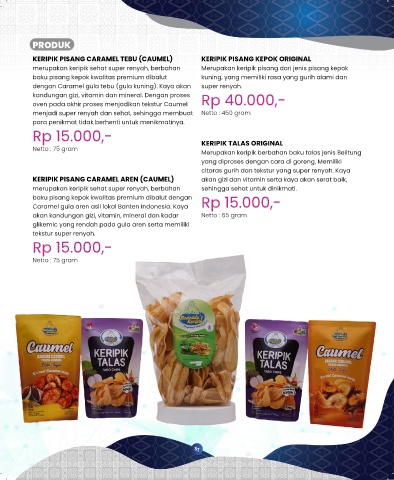 PRODUK
KERIPIK PISANG CARAMEL TEBU (CAUMEL)
merupakan keripik sehat super renyah, berbahan
baku pisang kepok kwalitas premium dibalut
dengan Caramel gula tebu (gula kuning). Kaya akan
kandungan gizi, vitamin dan mineral. Dengan proses
oven pada akhir proses menjadikan tekstur Caumel
menjadi super renyah dan sehat, sehingga membuat
para penikmat tidak berhenti untuk menikmatinya.
Rp 15.000,-
Netto : 75 gram
KERIPIK PISANG CARAMEL AREN (CAUMEL)
merupakan keripik sehat super renyah, berbahan
baku pisang kepok kwalitas premium dibalut dengan
Caramel gula aren asli lokal Banten Indonesia. Kaya
akan kandungan gizi, vitamin, mineral dan kadar
glikemic yang rendah pada gula aren serta memiliki
tekstur super renyah.
Rp 15.000,-
Netto : 75 gram
KERIPIK PISANG KEPOK ORIGINAL
Merupakan keripik pisang dari jenis pisang kepok
kuning, yang memiliki rasa yang gurih alami dan
super renyah.
Rp 40.000,-
Netto : 450 gram
KERIPIK TALAS ORIGINAL
Merupakan keripik berbahan baku talas jenis Belitung
yang diproses dengan cara di goreng, Memiliki
citaras gurih dan tekstur yang super renyah. Kaya
akan gizi dan vitamin serta kaya akan serat baik,
sehingga sehat untuk dinikmati.
Rp 15.000,-
Netto : 65 gram
Caumel
KERIPIK
TALAS
TARO CHIPS
KERIPIK
TALAS
TARO CHIPS
Caumel